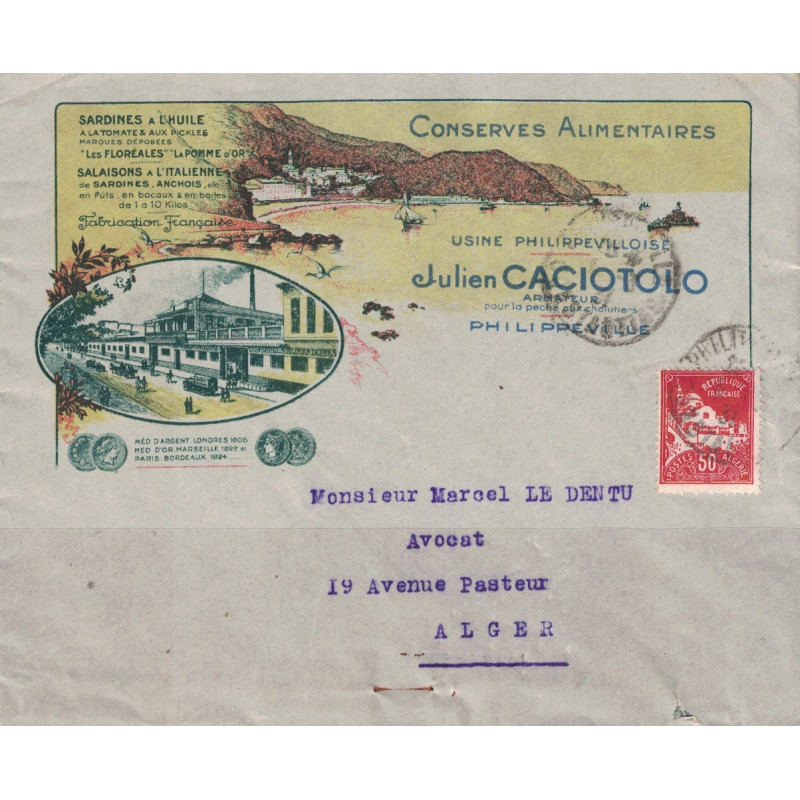 SARDINES A L'HUILE
A LA TOMATE & AUX PICKLES
MARQUES DÉPOSÉES
"LES FLORÉALES" "LA POMME D'OR"
SALAISONS A L'ITALIENNE
de SARDINES, ANCHOIS, etc
en Fûts, en bocaux & en boîtes
de 1 a 10 Kilos
Fabrication Française
CONSERVES ALIMENTAIRES
USINE PHILIPPEVILLOISE
Julien CACIOTOLO
ARMATEUR
pour la pêche aux chalutiers
PHILIPPEVILLE
RÉPUBLIQUE
FRANÇAISE
50
POSTES ALGÉRIE
MÉD D'ARGENT. LONDRES 1906
MED D'OR. MARSEILLE 1922 et
PARIS. BORDEAUX 1924
Monsieur Marcel LE DENTU
Avocat
19 Avenue Pasteur
ALGER